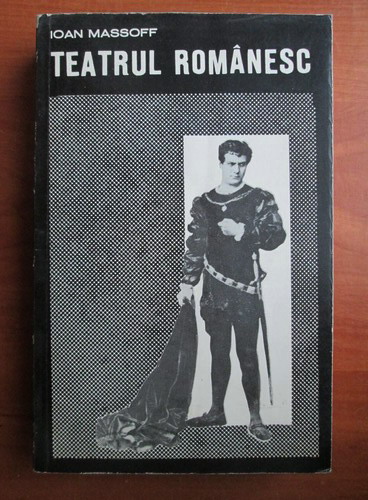 IOAN MASSOFF
TEATRUL ROMÂNESC